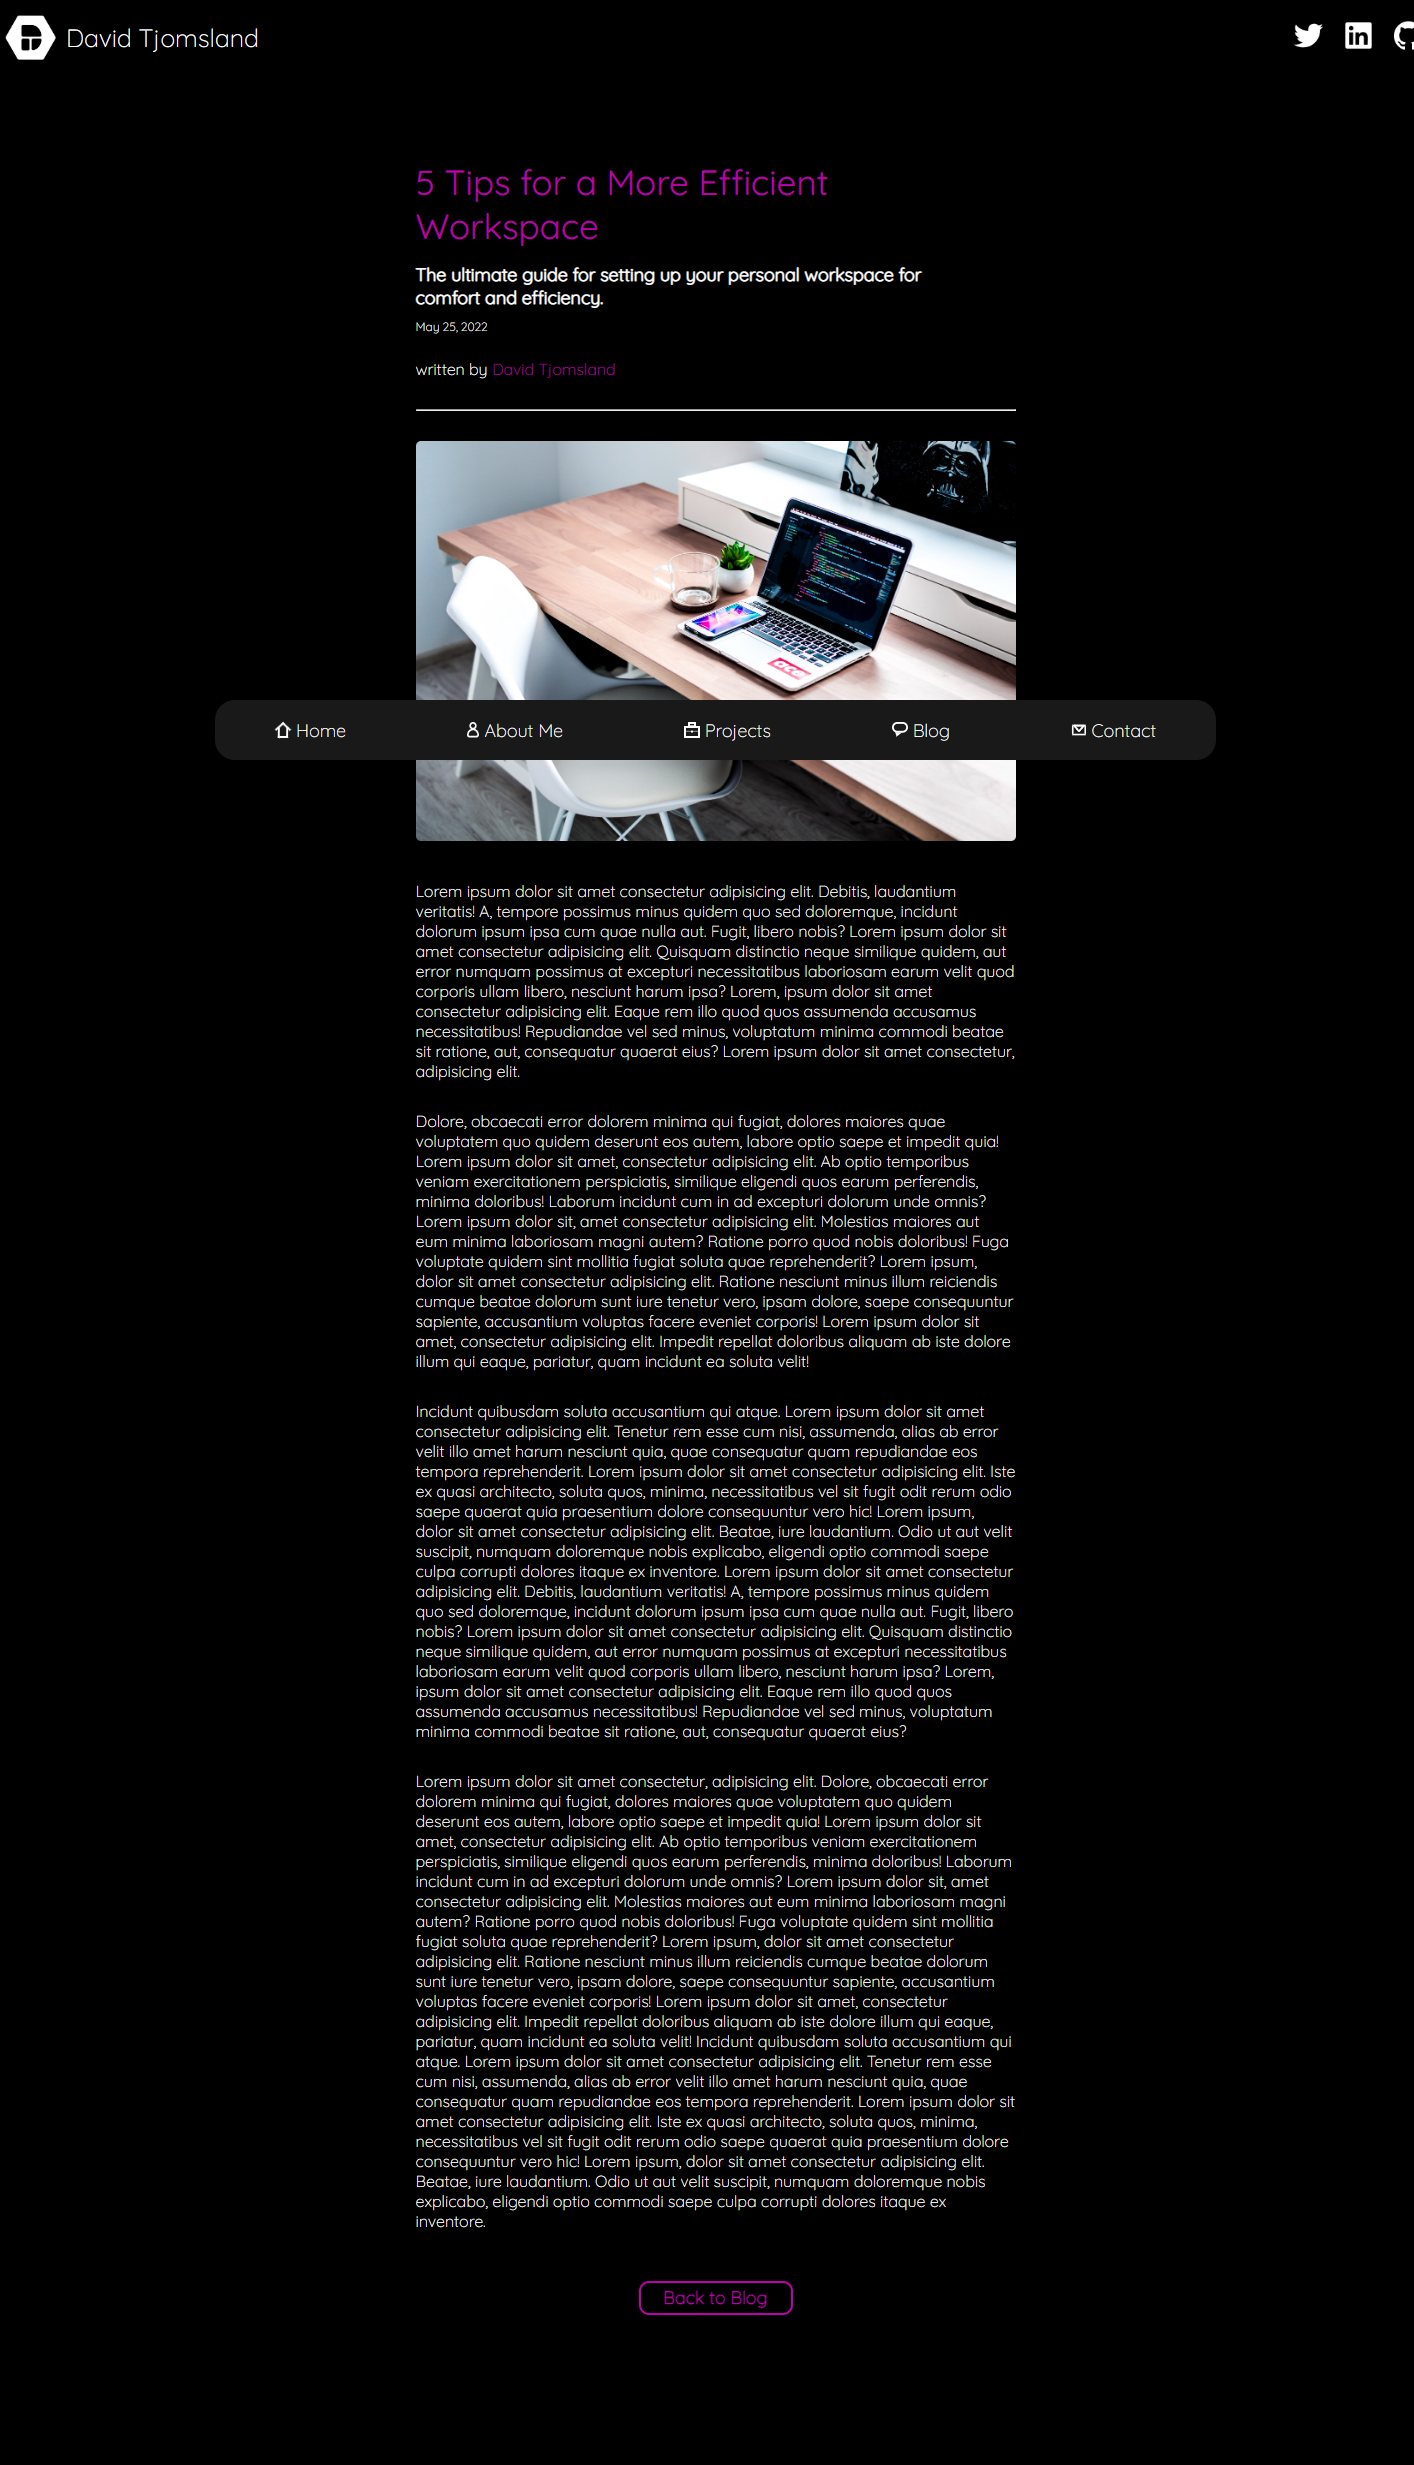 David Tjomsland
5 Tips for a More Efficient
Workspace
The ultimate guide for setting up your personal workspace for
comfort and efficiency.
May 25, 2022
written by David Tjomsland
Home
About Me
Projects
Blog
Contact
Lorem ipsum dolor sit amet consectetur adipisicing elit. Debitis, laudantium
veritatis! A, tempore possimus minus quidem quo sed doloremque, incidunt
dolorum ipsum ipsa cum quae nulla aut. Fugit, libero nobis? Lorem ipsum dolor sit
amet consectetur adipisicing elit. Quisquam distinctio neque similique quidem, aut
error numquam possimus at excepturi necessitatibus laboriosam earum velit quod
corporis ullam libero, nesciunt harum ipsa? Lorem, ipsum dolor sit amet
consectetur adipisicing elit. Eaque rem illo quod quos assumenda accusamus
necessitatibus! Repudiandae vel sed minus, voluptatum minima commodi beatae
sit ratione, aut, consequatur quaerat eius? Lorem ipsum dolor sit amet consectetur,
adipisicing elit.
Dolore, obcaecati error dolorem minima qui fugiat, dolores maiores quae
voluptatem quo quidem deserunt eos autem, labore optio saepe et impedit quia!
Lorem ipsum dolor sit amet, consectetur adipisicing elit. Ab optio temporibus
veniam exercitationem perspiciatis, similique eligendi quos earum perferendis,
minima doloribus! Laborum incidunt cum in ad excepturi dolorum unde omnis?
Lorem ipsum dolor sit, amet consectetur adipisicing elit. Molestias maiores aut
eum minima laboriosam magni autem? Ratione porro quod nobis doloribus! Fuga
voluptate quidem sint mollitia fugiat soluta quae reprehenderit? Lorem ipsum,
dolor sit amet consectetur adipisicing elit. Ratione nesciunt minus illum reiciendis
cumque beatae dolorum sunt iure tenetur vero, ipsam dolore, saepe consequuntur
sapiente, accusantium voluptas facere eveniet corporis! Lorem ipsum dolor sit
amet, consectetur adipisicing elit. Impedit repellat doloribus aliquam ab iste dolore
illum qui eaque, pariatur, quam incidunt ea soluta velit!
Incidunt quibusdam soluta accusantium qui atque. Lorem ipsum dolor sit amet
consectetur adipisicing elit. Tenetur rem esse cum nisi, assumenda, alias ab error
velit illo amet harum nesciunt quia, quae consequatur quam repudiandae eos
tempora reprehenderit. Lorem ipsum dolor sit amet consectetur adipisicing elit. Iste
ex quasi architecto, soluta quos, minima, necessitatibus vel sit fugit odit rerum odio
saepe quaerat quia praesentium dolore consequuntur vero hic! Lorem ipsum,
dolor sit amet consectetur adipisicing elit. Beatae, iure laudantium. Odio ut aut velit
suscipit, numquam doloremque nobis explicabo, eligendi optio commodi saepe
culpa corrupti dolores itaque ex inventore. Lorem ipsum dolor sit amet consectetur
adipisicing elit. Debitis, laudantium veritatis! A, tempore possimus minus quidem
quo sed doloremque, incidunt dolorum ipsum ipsa cum quae nulla aut. Fugit, libero
nobis? Lorem ipsum dolor sit amet consectetur adipisicing elit. Quisquam distinctio
neque similique quidem, aut error numquam possimus at excepturi necessitatibus
laboriosam earum velit quod corporis ullam libero, nesciunt harum ipsa? Lorem,
ipsum dolor sit amet consectetur adipisicing elit. Eaque rem illo quod quos
assumenda accusamus necessitatibus! Repudiandae vel sed minus, voluptatum
minima commodi beatae sit ratione, aut, consequatur quaerat eius?
Lorem ipsum dolor sit amet consectetur, adipisicing elit. Dolore, obcaecati error
dolorem minima qui fugiat, dolores maiores quae voluptatem quo quidem
deserunt eos autem, labore optio saepe et impedit quia! Lorem ipsum dolor sit
amet, consectetur adipisicing elit. Ab optio temporibus veniam exercitationem
perspiciatis, similique eligendi quos earum perferendis, minima doloribus! Laborum
incidunt cum in ad excepturi dolorum unde omnis? Lorem ipsum dolor sit, amet
consectetur adipisicing elit. Molestias maiores aut eum minima laboriosam magni
autem? Ratione porro quod nobis doloribus! Fuga voluptate quidem sint mollitia
fugiat soluta quae reprehenderit? Lorem ipsum, dolor sit amet consectetur
adipisicing elit. Ratione nesciunt minus illum reiciendis cumque beatae dolorum
sunt iure tenetur vero, ipsam dolore, saepe consequuntur sapiente, accusantium
voluptas facere eveniet corporis! Lorem ipsum dolor sit amet, consectetur
adipisicing elit. Impedit repellat doloribus aliquam ab iste dolore illum qui eaque,
pariatur, quam incidunt ea soluta velit! Incidunt quibusdam soluta accusantium qui
atque. Lorem ipsum dolor sit amet consectetur adipisicing elit. Tenetur rem esse
cum nisi, assumenda, alias ab error velit illo amet harum nesciunt quia, quae
consequatur quam repudiandae eos tempora reprehenderit. Lorem ipsum dolor sit
amet consectetur adipisicing elit. Iste ex quasi architecto, soluta quos, minima,
necessitatibus vel sit fugit odit rerum odio saepe quaerat quia praesentium dolore
consequuntur vero hic! Lorem ipsum, dolor sit amet consectetur adipisicing elit.
Beatae, iure laudantium. Odio ut aut velit suscipit, numquam doloremque nobis
explicabo, eligendi optio commodi saepe culpa corrupti dolores itaque ex
inventore.
Back to Blog